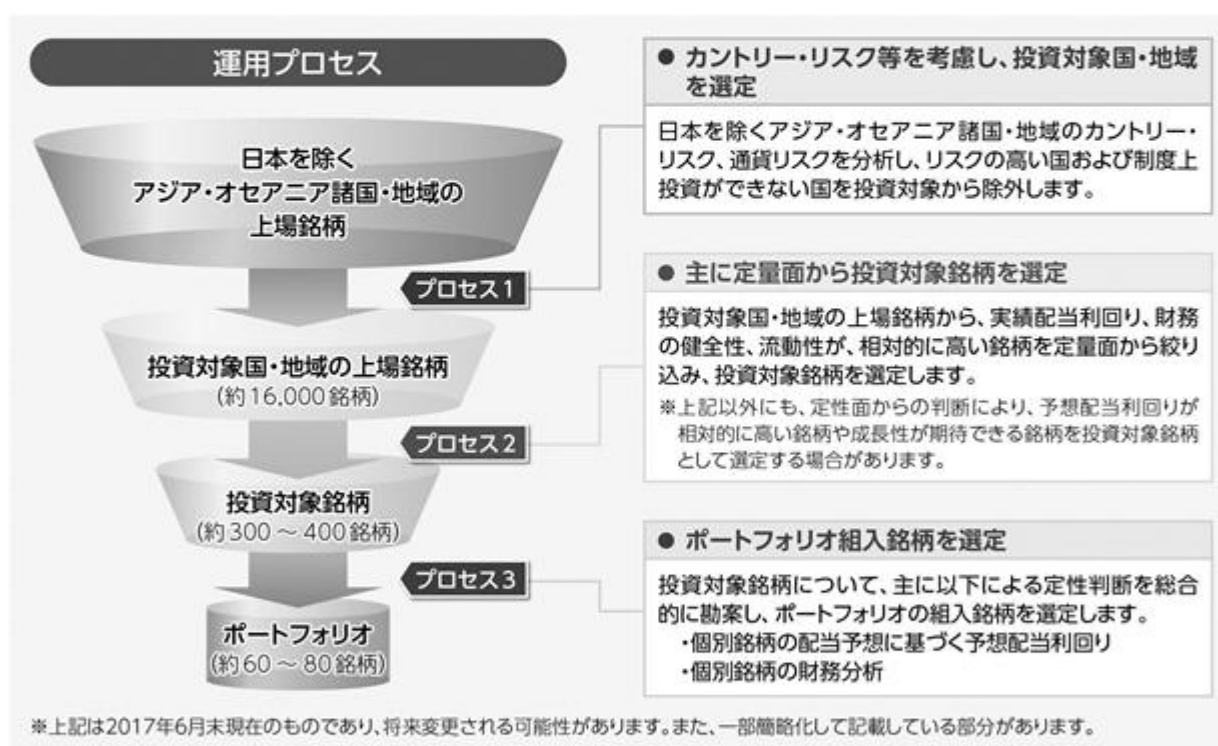 運用プロセス
日本を除く
アジア・オセアニア諸国・地域の
上場銘柄
プロセス1
投資対象国・地域の上場銘柄
(約16,000銘柄)
プロセス2
投資対象銘柄
(約300～400銘柄)
プロセス3
ポートフォリオ
(約60～80銘柄)
● カントリー・リスク等を考慮し、投資対象国・地域
を選定
日本を除くアジア・オセアニア諸国・地域のカントリー・
リスク、通貨リスクを分析し、リスクの高い国および制度上
投資ができない国を投資対象から除外します。
● 主に定量面から投資対象銘柄を選定
投資対象国・地域の上場銘柄から、実績配当利回り、財務
の健全性、流動性が、相対的に高い銘柄を定量面から絞り
込み、投資対象銘柄を選定します。
※上記以外にも、定性面からの判断により、予想配当利回りが
相対的に高い銘柄や成長性が期待できる銘柄を投資対象銘柄
として選定する場合があります。
● ポートフォリオ組入銘柄を選定
投資対象銘柄について、主に以下による定性判断を総合
的に勘案し、ポートフォリオの組入銘柄を選定します。
・個別銘柄の配当予想に基づく予想配当利回り
・個別銘柄の財務分析
※上記は2017年6月末現在のものであり、将来変更される可能性があります。また、一部簡略化して記載している部分があります。